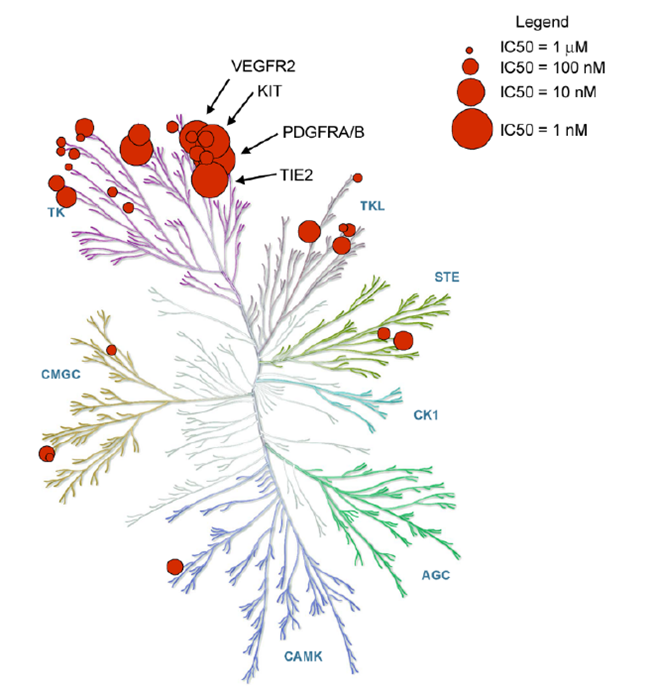 Legend
IC50 = 1 μM
IC50 = 100 nM
IC50 = 10 nM
IC50 = 1 nM
VEGFR2
KIT
PDGFRA/B
TIE2
TK
TKL
STE
CMGC
CK1
AGC
CAMK